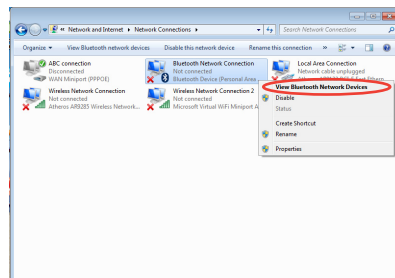 « Network and Internet ▸ Network Connections ▸
Search Network Connections
Organize ▾ View Bluetooth network devices Disable this network device Rename this connection »
ABC connection
Disconnected
WAN Miniport (PPPOE)
Bluetooth Network Connection
Not connected
Bluetooth Device (Personal Area
Local Area Connection
Network cable unplugged
Wireless Network Connection
Not connected
Atheros AR9285 Wireless Network...
Wireless Network Connection 2
Not connected
Microsoft Virtual WiFi Miniport A
View Bluetooth Network Devices
Disable
Status
Create Shortcut
Rename
Properties